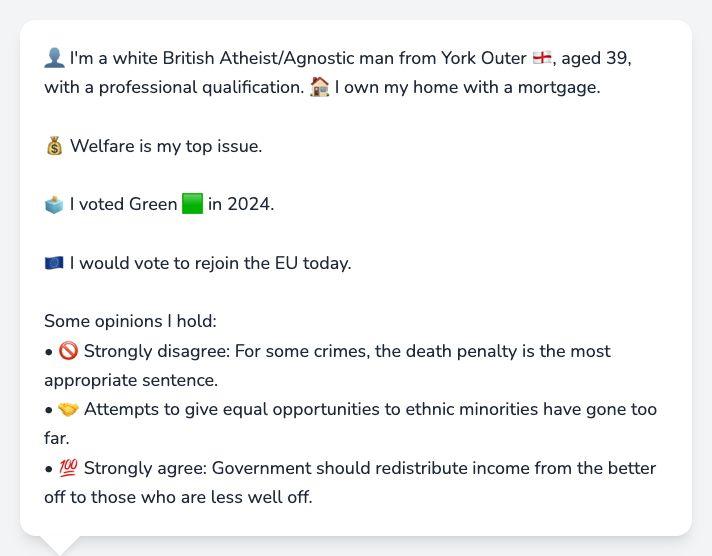 👤 I'm a white British Atheist/Agnostic man from York Outer 🏴󠁧󠁢󠁥󠁮󠁧󠁿, aged 39,
with a professional qualification. 🏠 I own my home with a mortgage.
💰 Welfare is my top issue.
🗳️ I voted Green 🟩 in 2024.
🇪🇺 I would vote to rejoin the EU today.
Some opinions I hold:
• 🚫 Strongly disagree: For some crimes, the death penalty is the most
appropriate sentence.
• 🤝 Attempts to give equal opportunities to ethnic minorities have gone too
far.
• 💯 Strongly agree: Government should redistribute income from the better
off to those who are less well off.